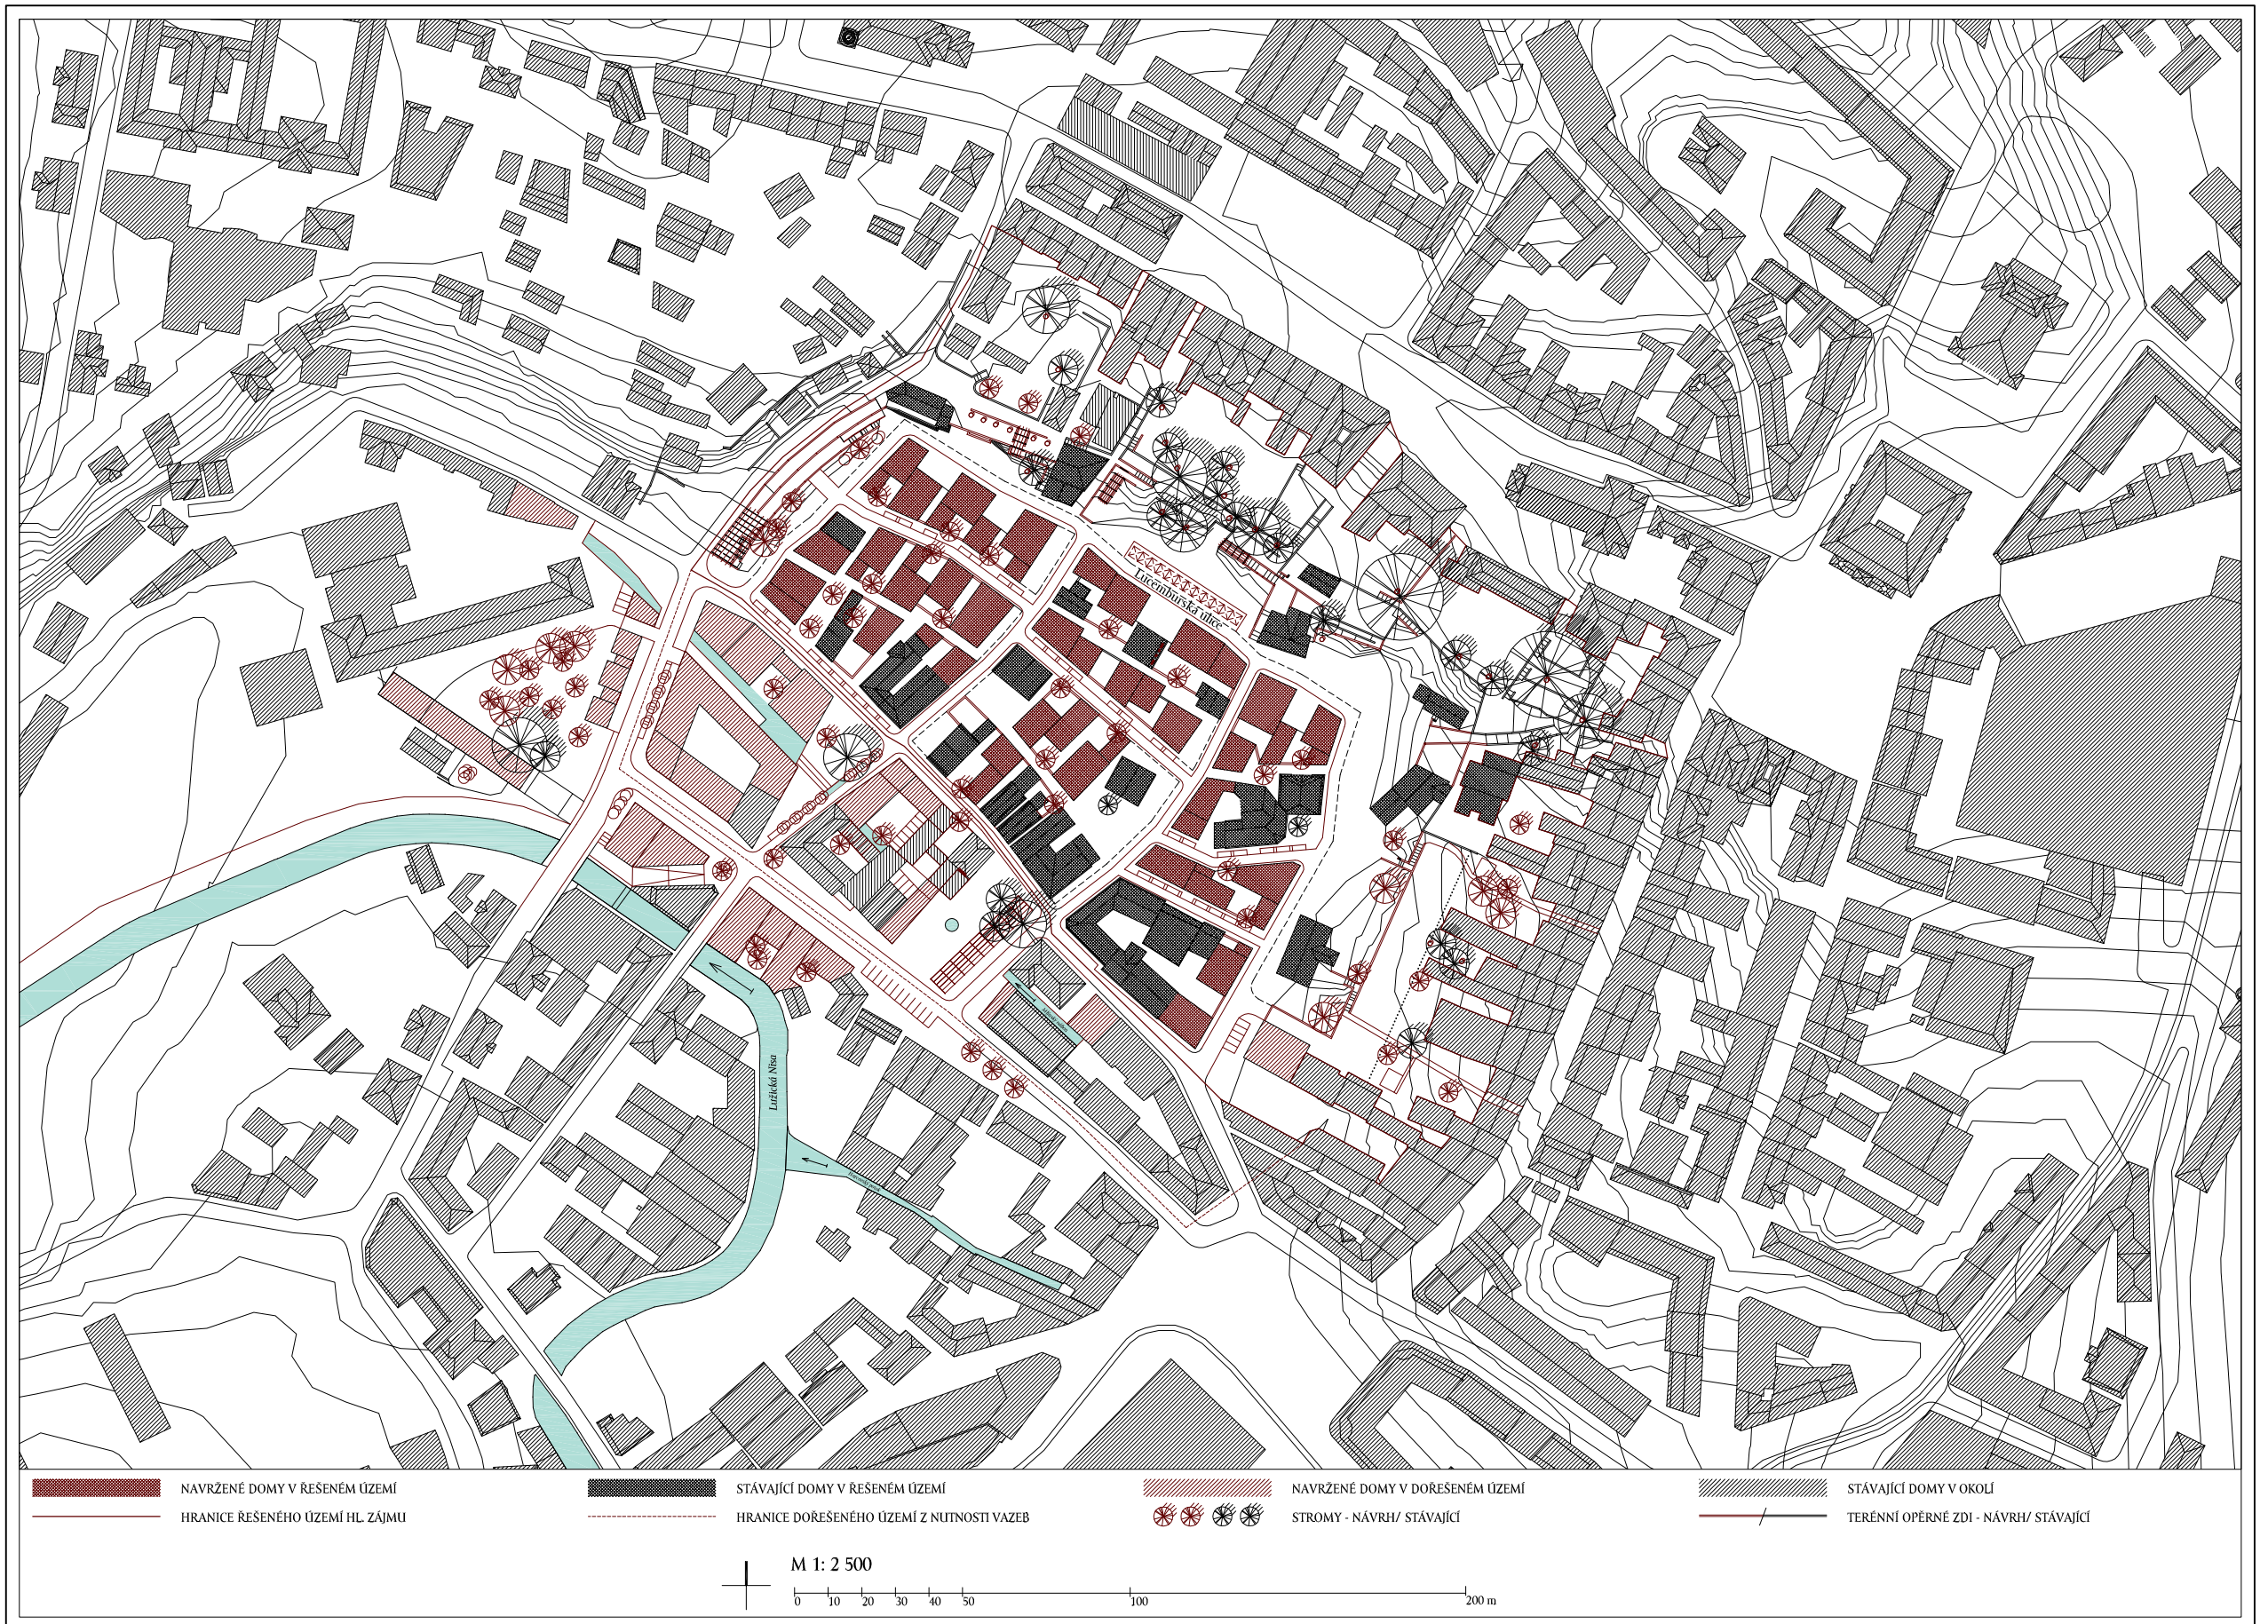 Lucemburská ulice
Lužická Nisa
NAVRŽENÉ DOMY V ŘEŠENÉM ÚZEMÍ
STÁVAJÍCÍ DOMY V ŘEŠENÉM ÚZEMÍ
NAVRŽENÉ DOMY V DOŘEŠENÉM ÚZEMÍ
STÁVAJÍCÍ DOMY V OKOLÍ
HRANICE ŘEŠENÉHO ÚZEMÍ HL. ZÁJMU
HRANICE DOŘEŠENÉHO ÚZEMÍ Z NUTNOSTI VAZEB
STROMY - NÁVRH/ STÁVAJÍCÍ
TERÉNNÍ OPĚRNÉ ZDI - NÁVRH/ STÁVAJÍCÍ
M 1: 2 500
0 10 20 30 40 50 100 200 m